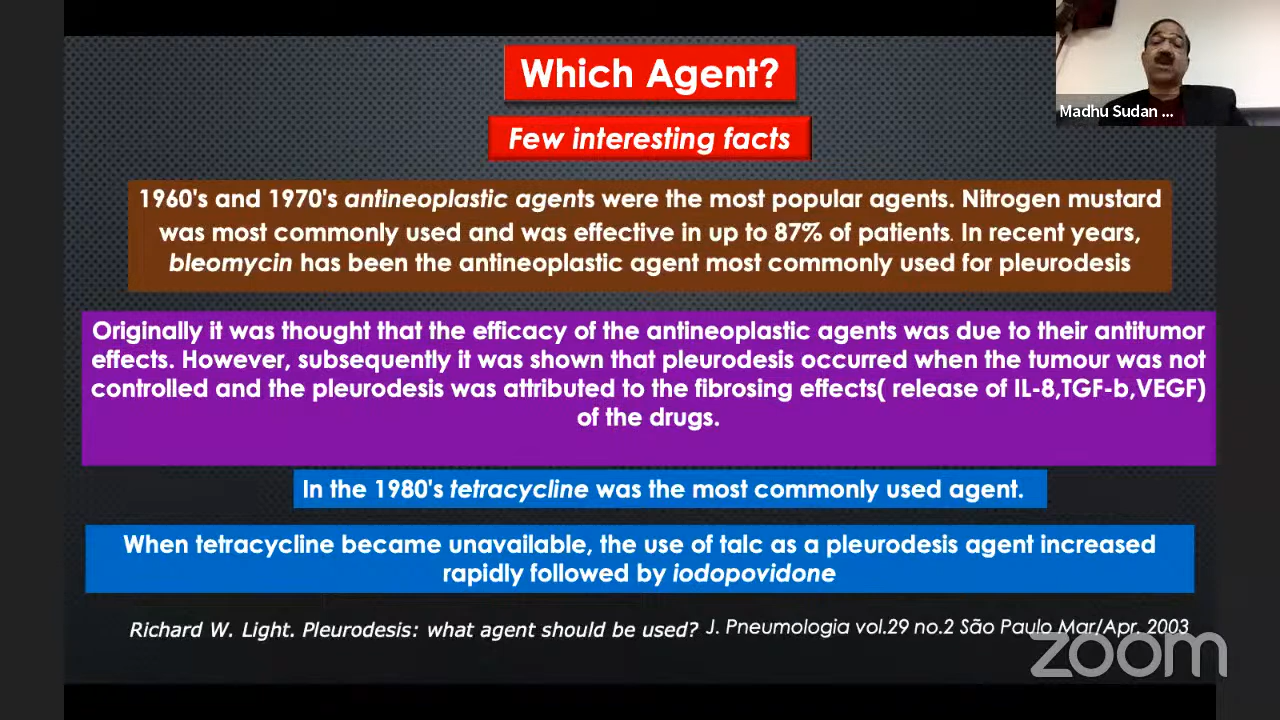 Which Agent?
Madhu Sudan ...
Few interesting facts
1960's and 1970's antineoplastic agents were the most popular agents. Nitrogen mustard
was most commonly used and was effective in up to 87% of patients. In recent years,
bleomycin has been the antineoplastic agent most commonly used for pleurodesis
Originally it was thought that the efficacy of the antineoplastic agents was due to their antitumor
effects. However, subsequently it was shown that pleurodesis occurred when the tumour was not
controlled and the pleurodesis was attributed to the fibrosing effects( release of IL-8,TGF-b,VEGF)
of the drugs.
In the 1980's tetracycline was the most commonly used agent.
When tetracycline became unavailable, the use of talc as a pleurodesis agent increased
rapidly followed by iodopovidone
Richard W. Light. Pleurodesis: what agent should be used? J. Pneumologia vol.29 no.2 São Paulo Mar/Apr. 2003
zoom